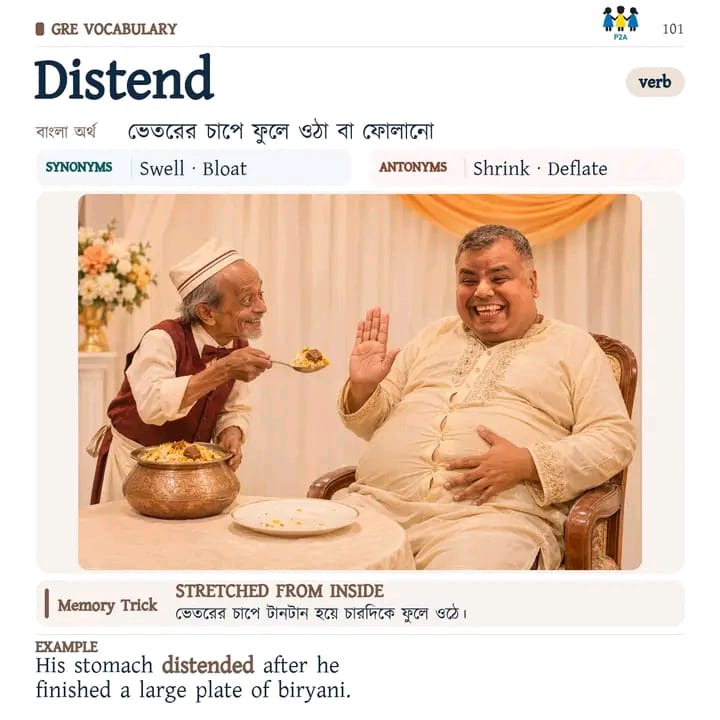 GRE VOCABULARY
P2A
101
Distend
verb
বাংলা অর্থ ভেতরের চাপে ফুলে ওঠা বা ফোলানো
SYNONYMS Swell · Bloat
ANTONYMS Shrink · Deflate
Memory Trick
STRETCHED FROM INSIDE
ভেতরের চাপে টানটান হয়ে চারদিকে ফুলে ওঠে।
EXAMPLE
His stomach distended after he
finished a large plate of biryani.